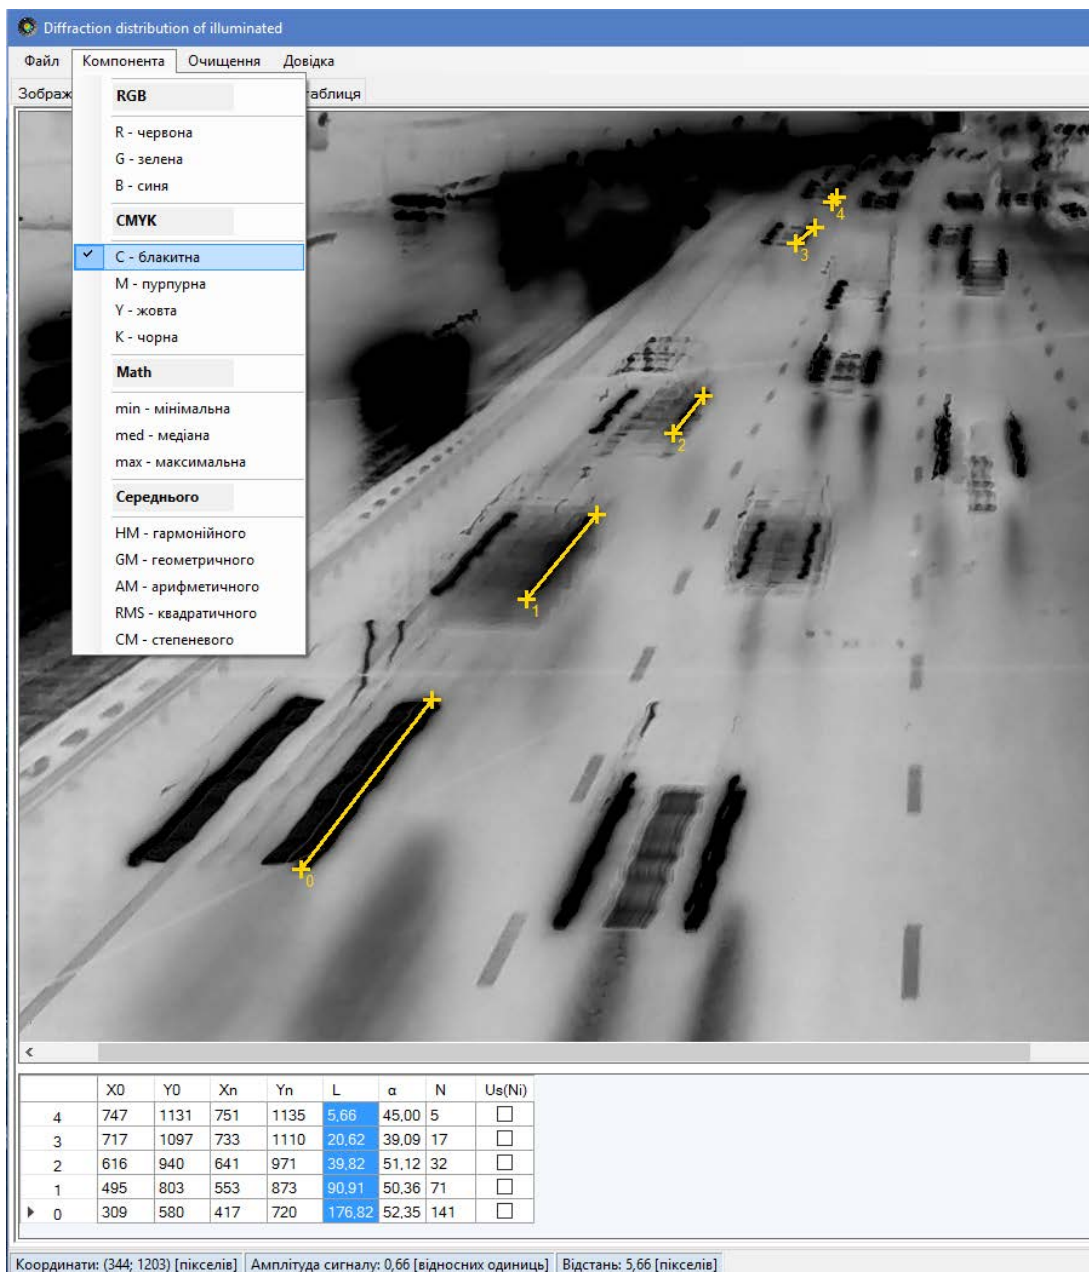 Diffraction distribution of illuminated
Файл Компонента Очищення Довідка
Зображ таблиця
RGB
R - червона
G - зелена
B - синя
CMYK
C - блакитна
M - пурпурна
Y - жовта
K - чорна
Math
min - мінімальна
med - медіана
max - максимальна
Середнього
HM - гармонійного
GM - геометричного
AM - арифметичного
RMS - квадратичного
CM - степеневого
4
3
2
1
0
X0 Y0 Xn Yn L α N Us(Ni)
4 747 1131 751 1135 5,66 45,00 5
3 717 1097 733 1110 20,62 39,09 17
2 616 940 641 971 39,82 51,12 32
1 495 803 553 873 90,91 50,36 71
0 309 580 417 720 176,82 52,35 141
Координати: (344; 1203) [пікселів] Амплітуда сигналу: 0,66 [відносних одиниць] Відстань: 5,66 [пікселів]